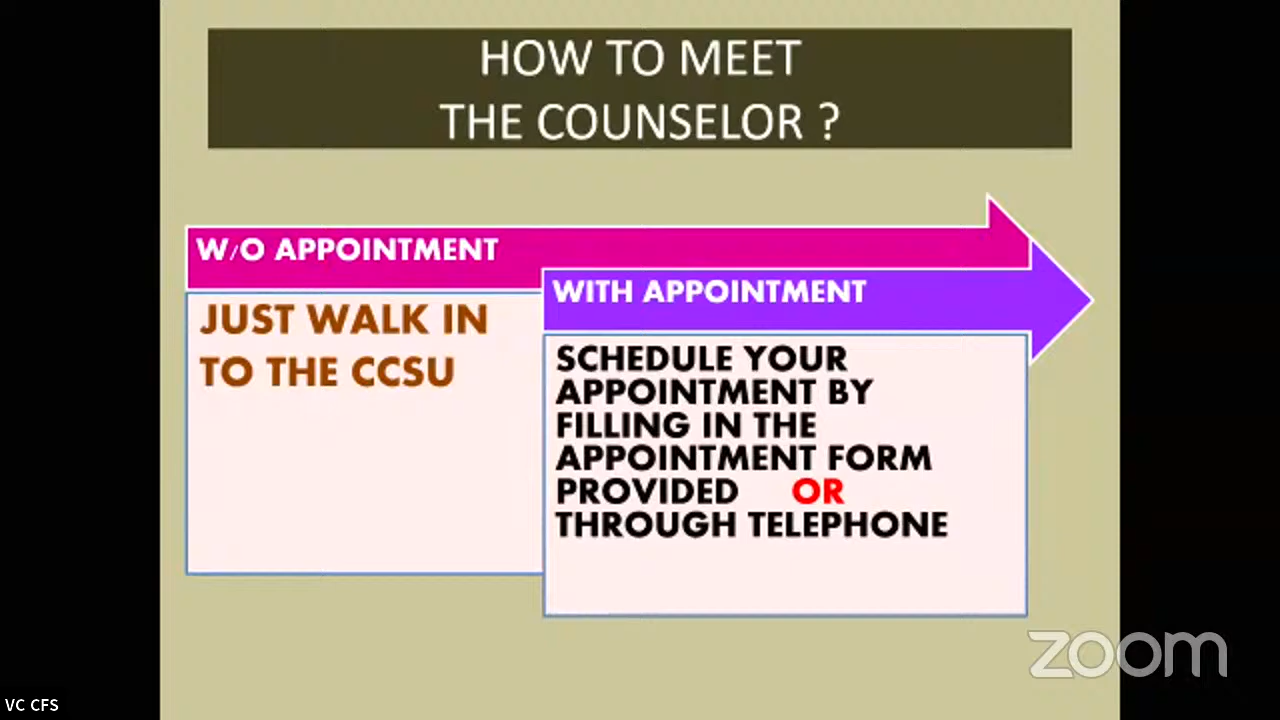 HOW TO MEET
THE COUNSELOR ?
W/O APPOINTMENT
JUST WALK IN
TO THE CCSU
WITH APPOINTMENT
SCHEDULE YOUR
APPOINTMENT BY
FILLING IN THE
APPOINTMENT FORM
PROVIDED OR
THROUGH TELEPHONE
zoom
VC CFS